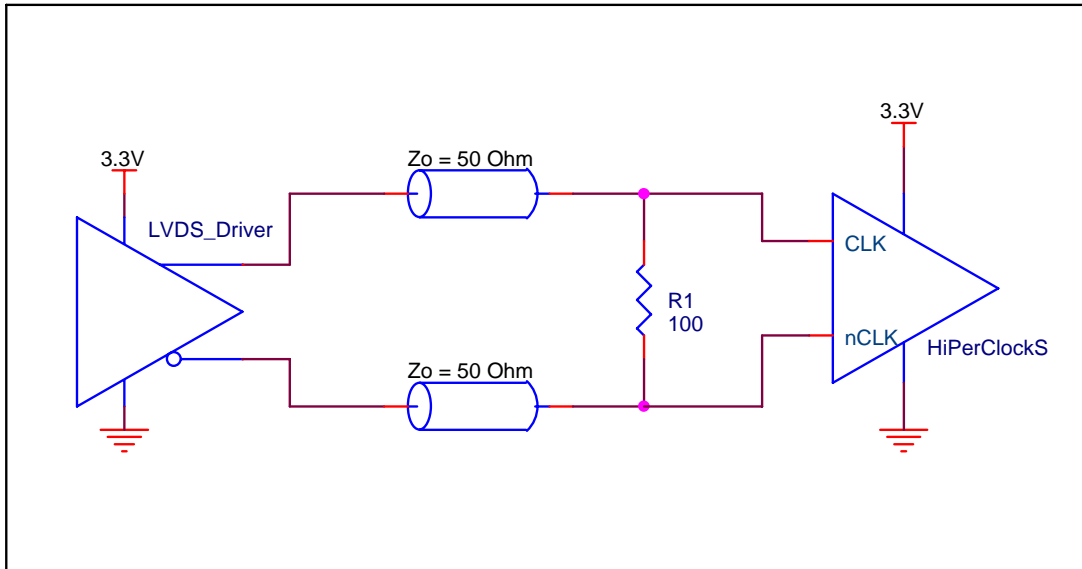 3.3V
LVDS_Driver
Zo = 50 Ohm
Zo = 50 Ohm
R1
100
3.3V
CLK
nCLK
HiPerClockS